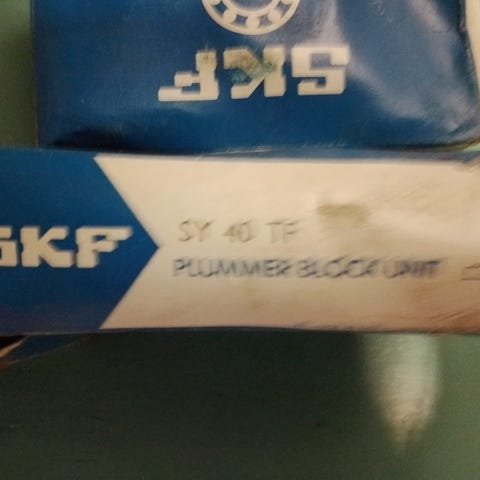 SKF
SKF
SY 40 TF
PLUMMER BLOCK UNIT